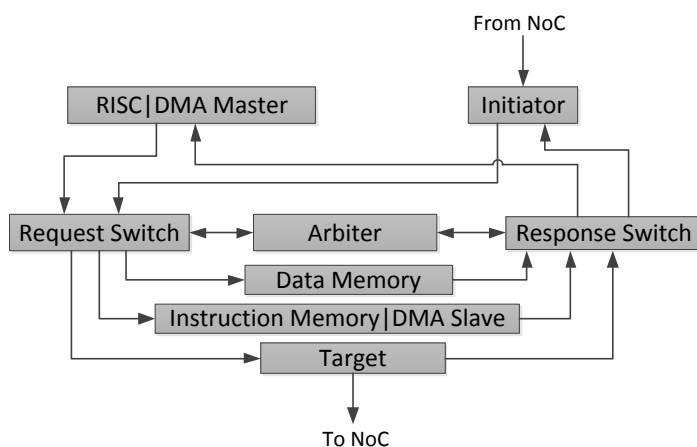 From NoC
RISC|DMA Master
Initiator
Request Switch
Arbiter
Response Switch
Data Memory
Instruction Memory|DMA Slave
Target
To NoC